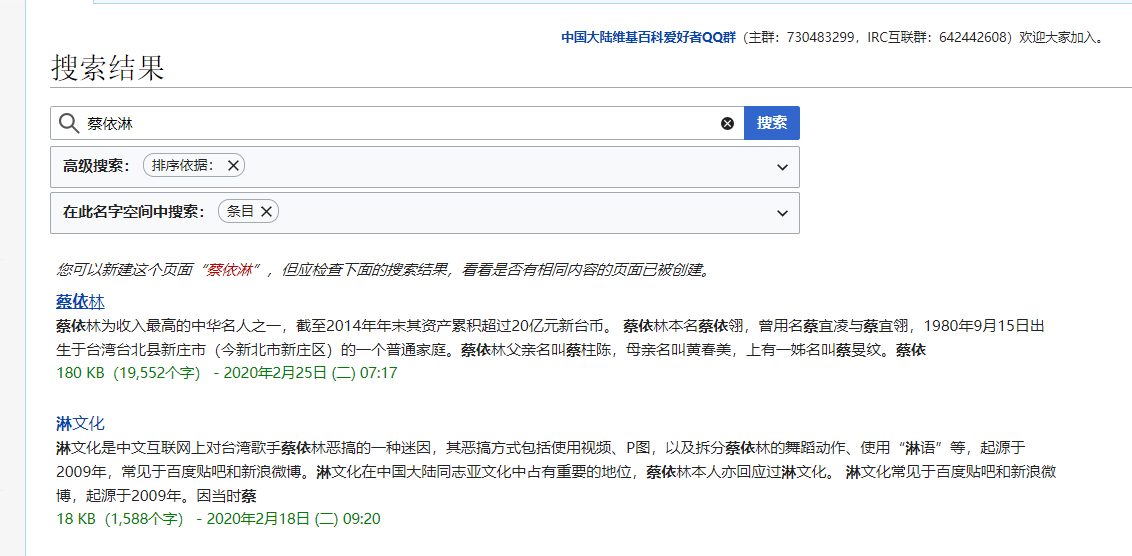 中国大陆维基百科爱好者QQ群（主群：730483299，IRC互联群：642442608）欢迎大家加入。
搜索结果
蔡依淋
搜索
高级搜索：
排序依据：
在此名字空间中搜索：
条目
您可以新建这个页面“蔡依淋”，但应检查下面的搜索结果，看看是否有相同内容的页面已被创建。
蔡依林
蔡依林为收入最高的中华名人之一，截至2014年年末其资产累积超过20亿元新台币。 蔡依林本名蔡依翎，曾用名蔡宜凌与蔡宜翎，1980年9月15日出
生于台湾台北县新庄市（今新北市新庄区）的一个普通家庭。蔡依林父亲名叫蔡柱陈，母亲名叫黄春美，上有一姊名叫蔡旻纹。蔡依
180 KB（19,552个字） - 2020年2月25日 (二) 07:17
淋文化
淋文化是中文互联网上对台湾歌手蔡依林恶搞的一种迷因，其恶搞方式包括使用视频、P图，以及拆分蔡依林的舞蹈动作、使用“淋语”等，起源于
2009年，常见于百度贴吧和新浪微博。淋文化在中国大陆同志亚文化中占有重要的地位，蔡依林本人亦回应过淋文化。 淋文化常见于百度贴吧和新浪微
博，起源于2009年。因当时蔡
18 KB（1,588个字） - 2020年2月18日 (二) 09:20